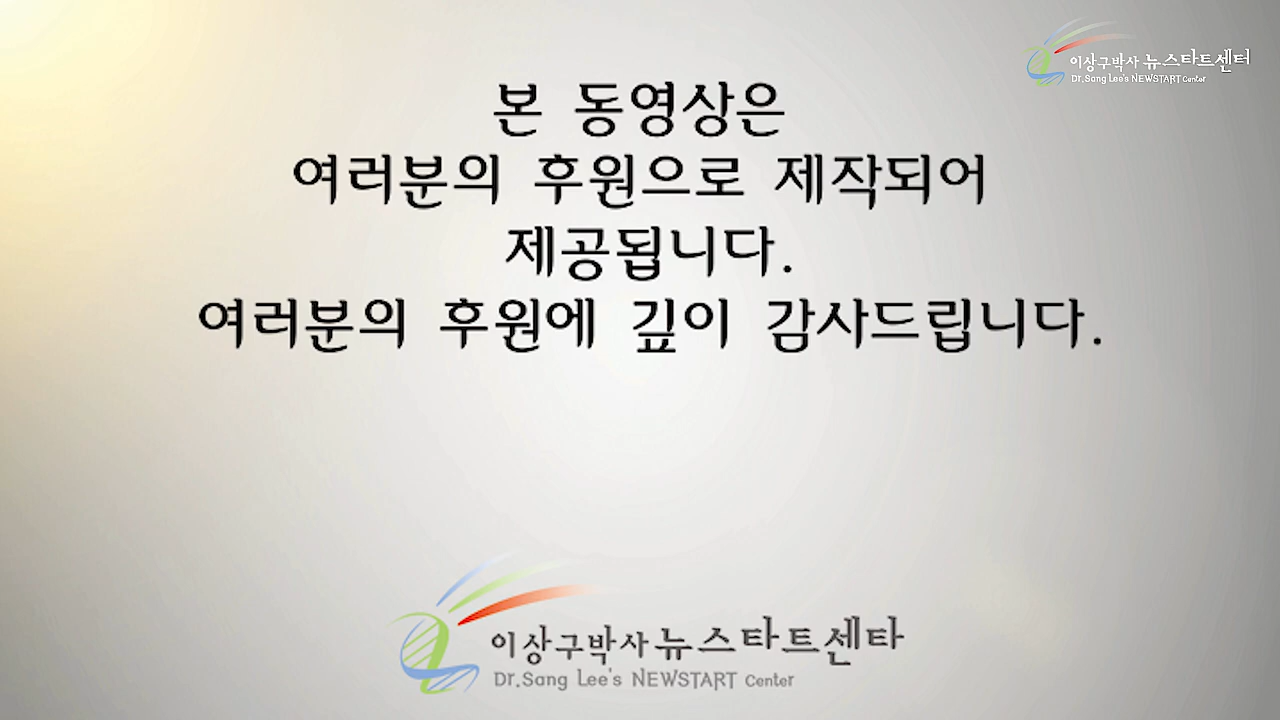 이상구박사 뉴스타트센터
Dr.Sang Lee's NEWSTART Center
본 동영상은
여러분의 후원으로 제작되어
제공됩니다.
여러분의 후원에 깊이 감사드립니다.
이상구박사 뉴스타트센타
Dr.Sang Lee's NEWSTART Center